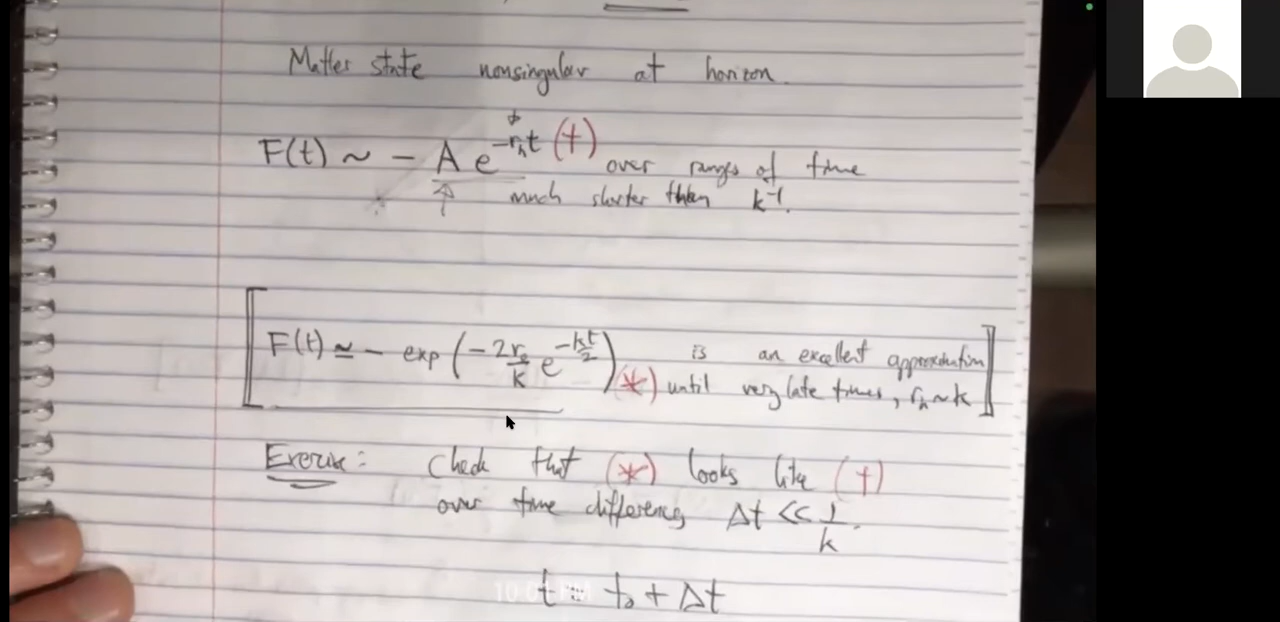 Matter state nonsingular at horizon.
F(t) ~ - A e^{-r_h t} (†) over ranges of time
much shorter than k^{-1}.
F(t) ≃ - exp(-2r_0/k e^{-kt/2}) (*) is an excellent approximation
until very late times, r_h ~ k
Exercise: Check that (*) looks like (†)
over time differences Δt << 1/k.
t = t_0 + Δt